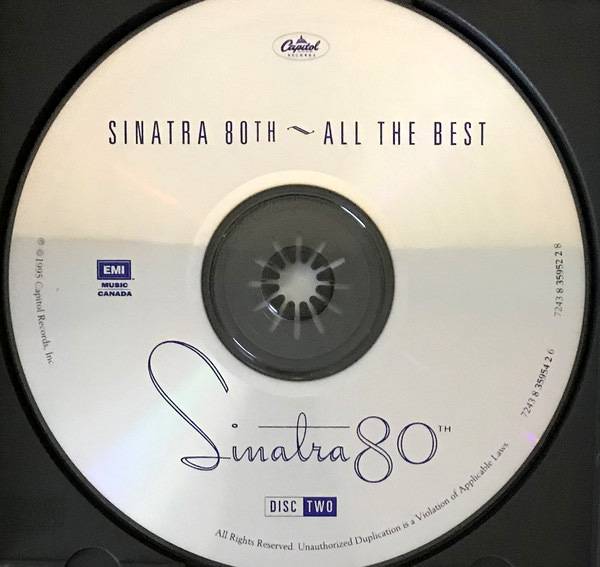 Capitol
RECORDS
SINATRA 80TH ~ ALL THE BEST
EMI
MUSIC
CANADA
℗ © 1995 Capitol Records, Inc
7243 8 35952 2 8
7243 8 35954 2 6
Sinatra 80TH
DISC TWO
All Rights Reserved. Unauthorized Duplication is a Violation of Applicable Laws